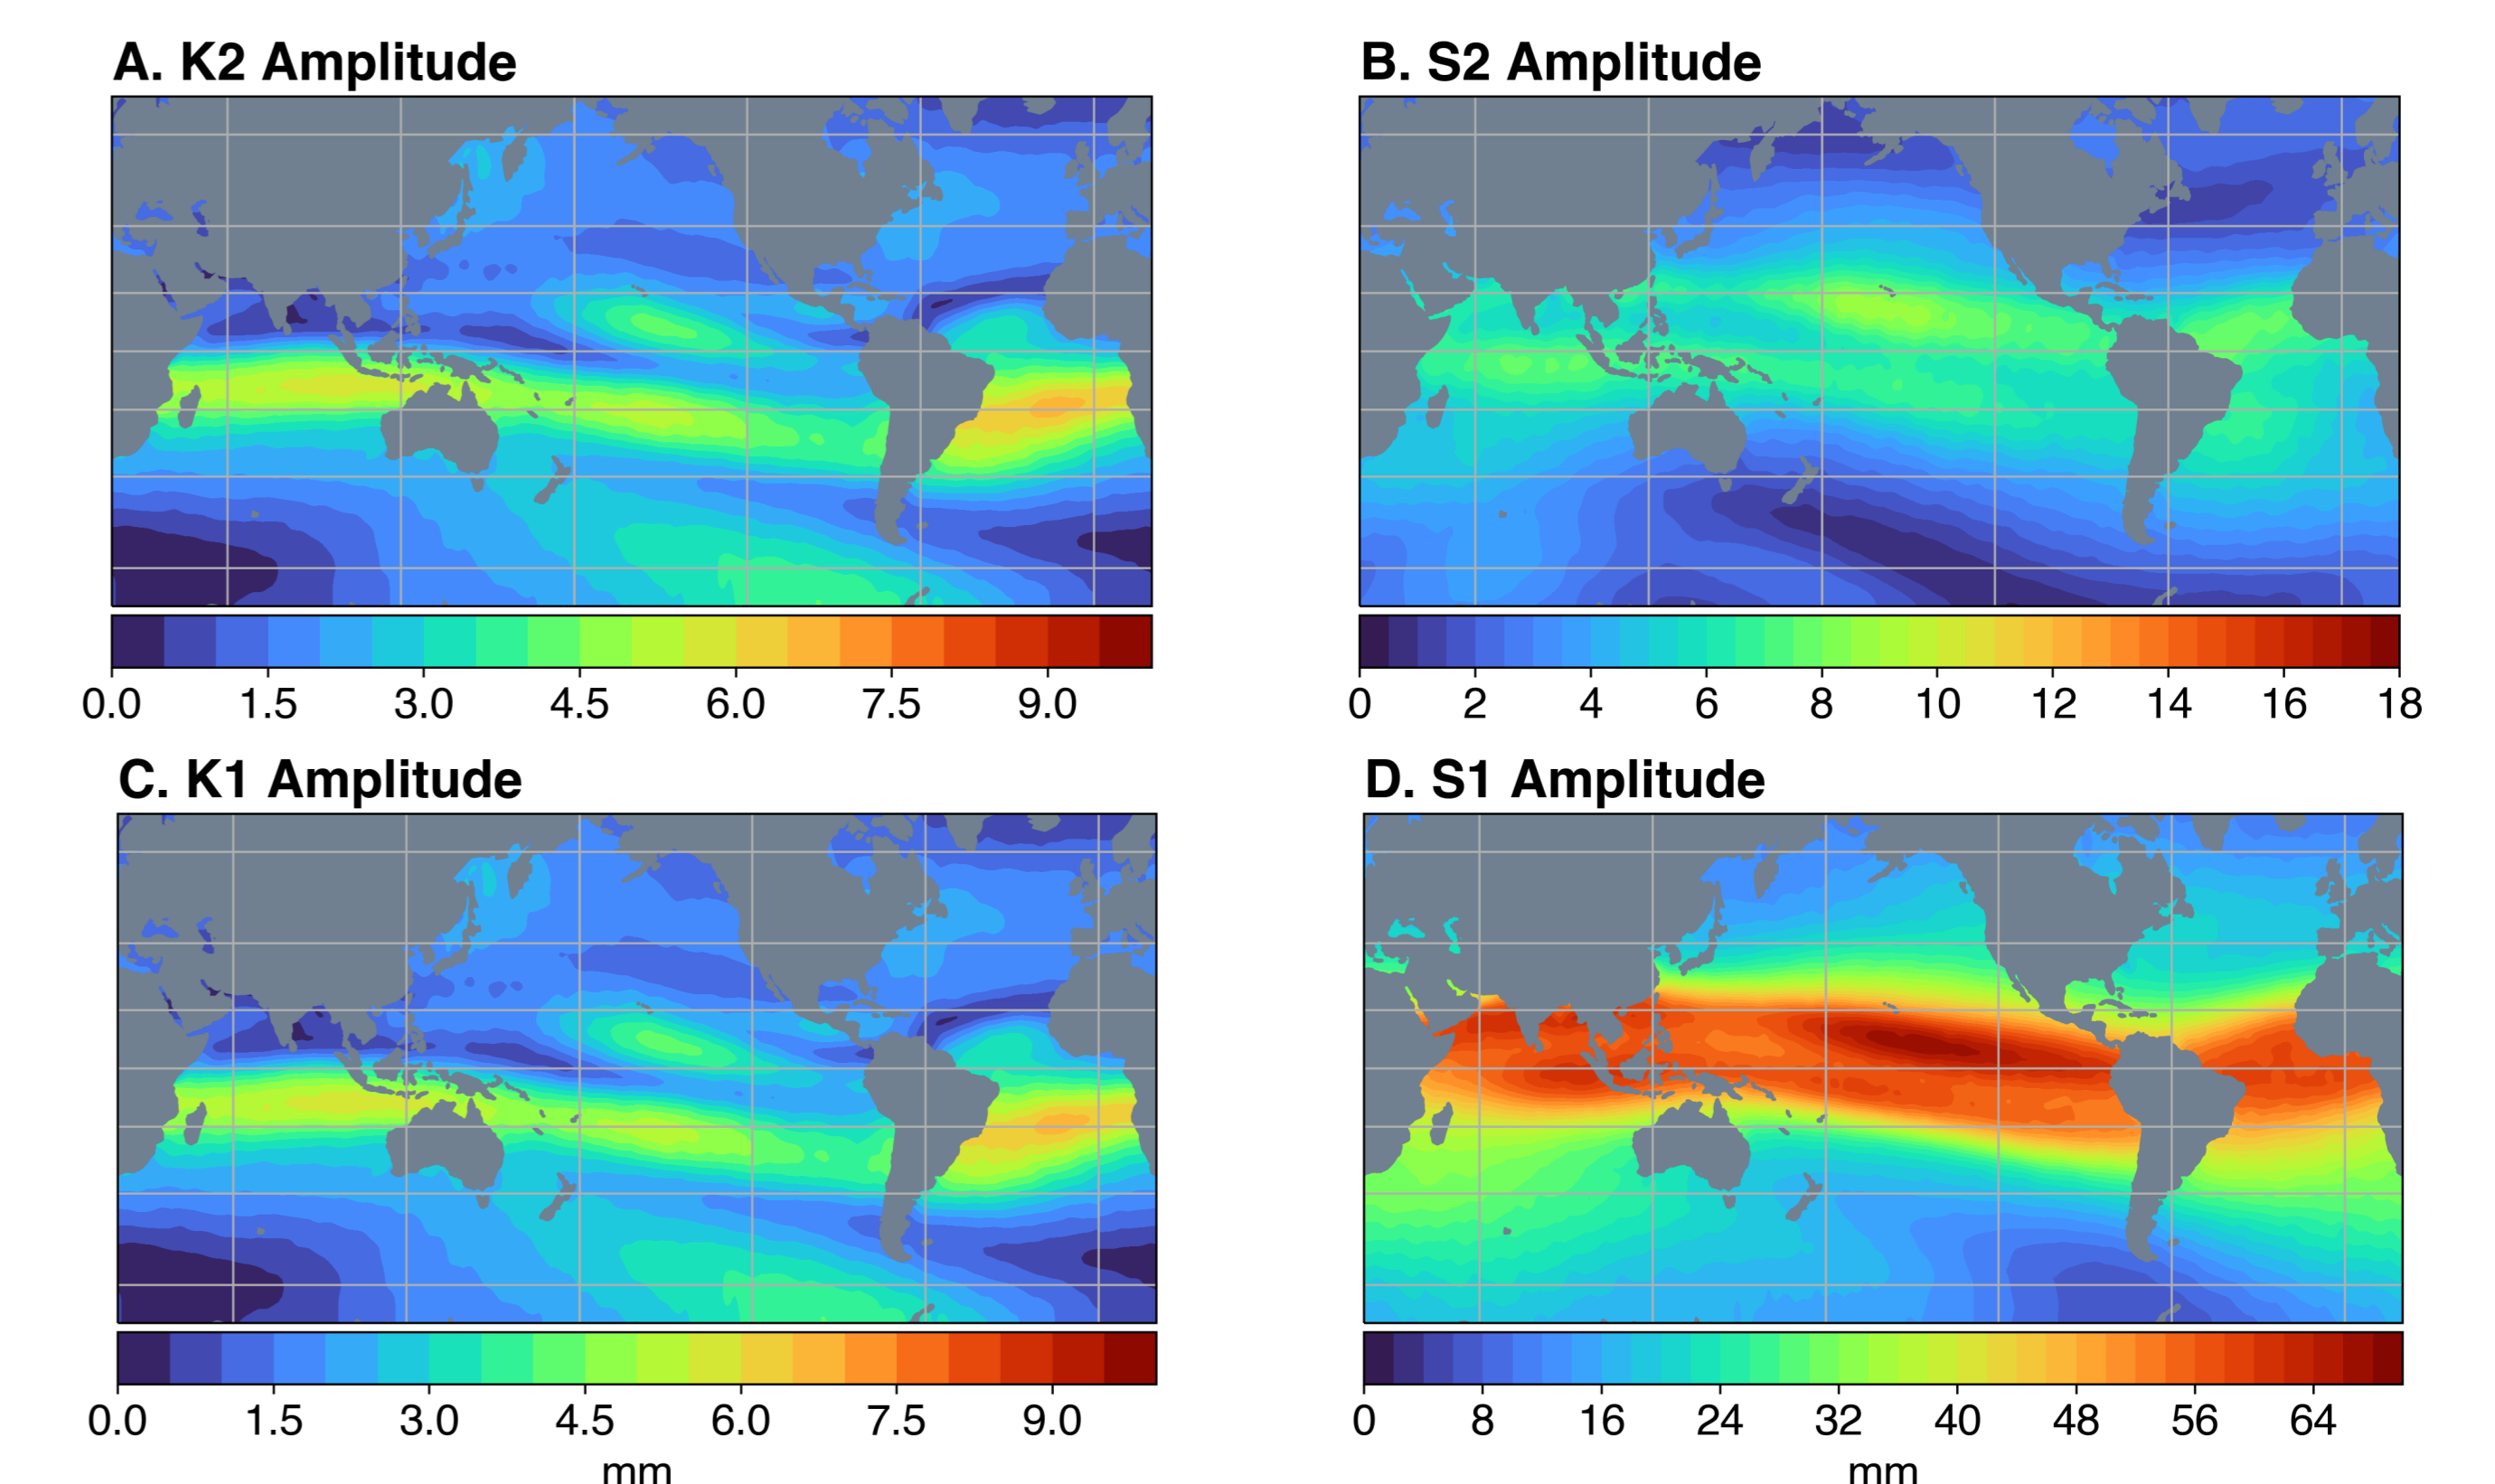 A. K2 Amplitude
B. S2 Amplitude
0.0 1.5 3.0 4.5 6.0 7.5 9.0
0 2 4 6 8 10 12 14 16 18
C. K1 Amplitude
D. S1 Amplitude
0.0 1.5 3.0 4.5 6.0 7.5 9.0
0 8 16 24 32 40 48 56 64
mm
mm